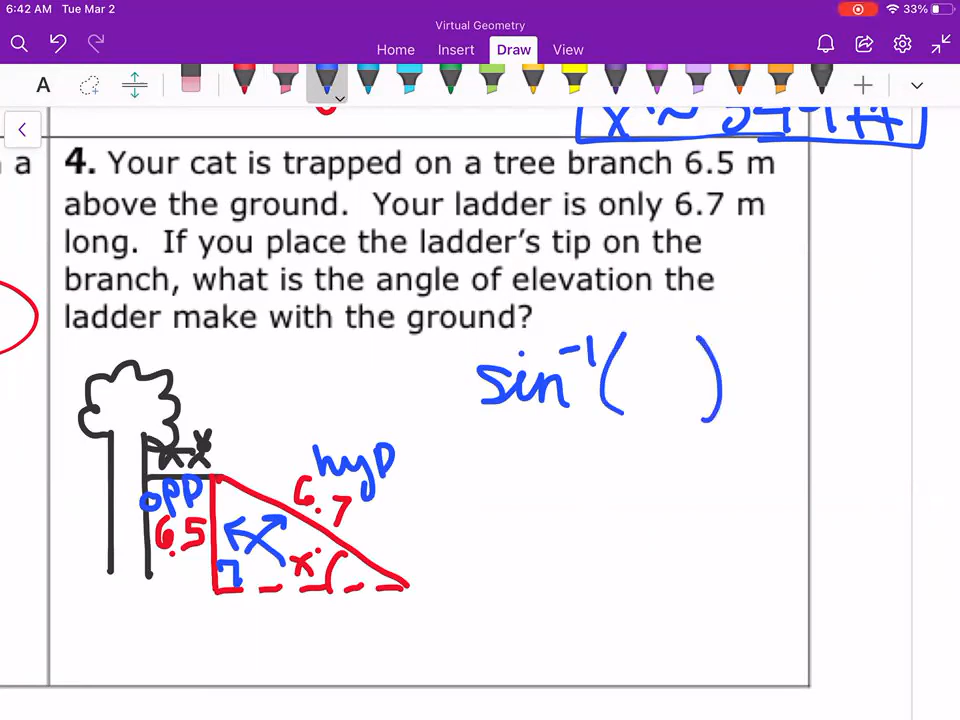 6:42 AM Tue Mar 2
33%
Virtual Geometry
Home Insert Draw View
A
n a
4. Your cat is trapped on a tree branch 6.5 m
above the ground. Your ladder is only 6.7 m
long. If you place the ladder's tip on the
branch, what is the angle of elevation the
ladder make with the ground?
sin⁻¹( )
hyp
opp
6.7
6.5
x°